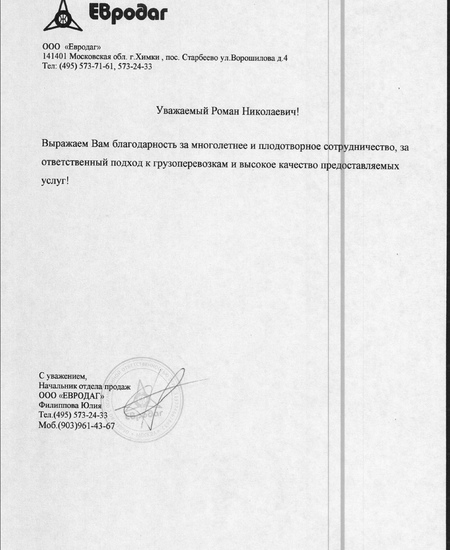 Евродаг
ООО «Евродаг»
141401 Московская обл. г.Химки , пос. Старбеево ул.Ворошилова д.4
Тел: (495) 573-71-61, 573-24-33
Уважаемый Роман Николаевич!
Выражаем Вам благодарность за многолетнее и плодотворное сотрудничество, за
ответственный подход к грузоперевозкам и высокое качество предоставляемых
услуг!
С уважением,
Начальник отдела продаж
ООО «ЕВРОДАГ»
Филиппова Юлия
Тел.(495) 573-24-33
Моб.(903)961-43-67
Евродаг